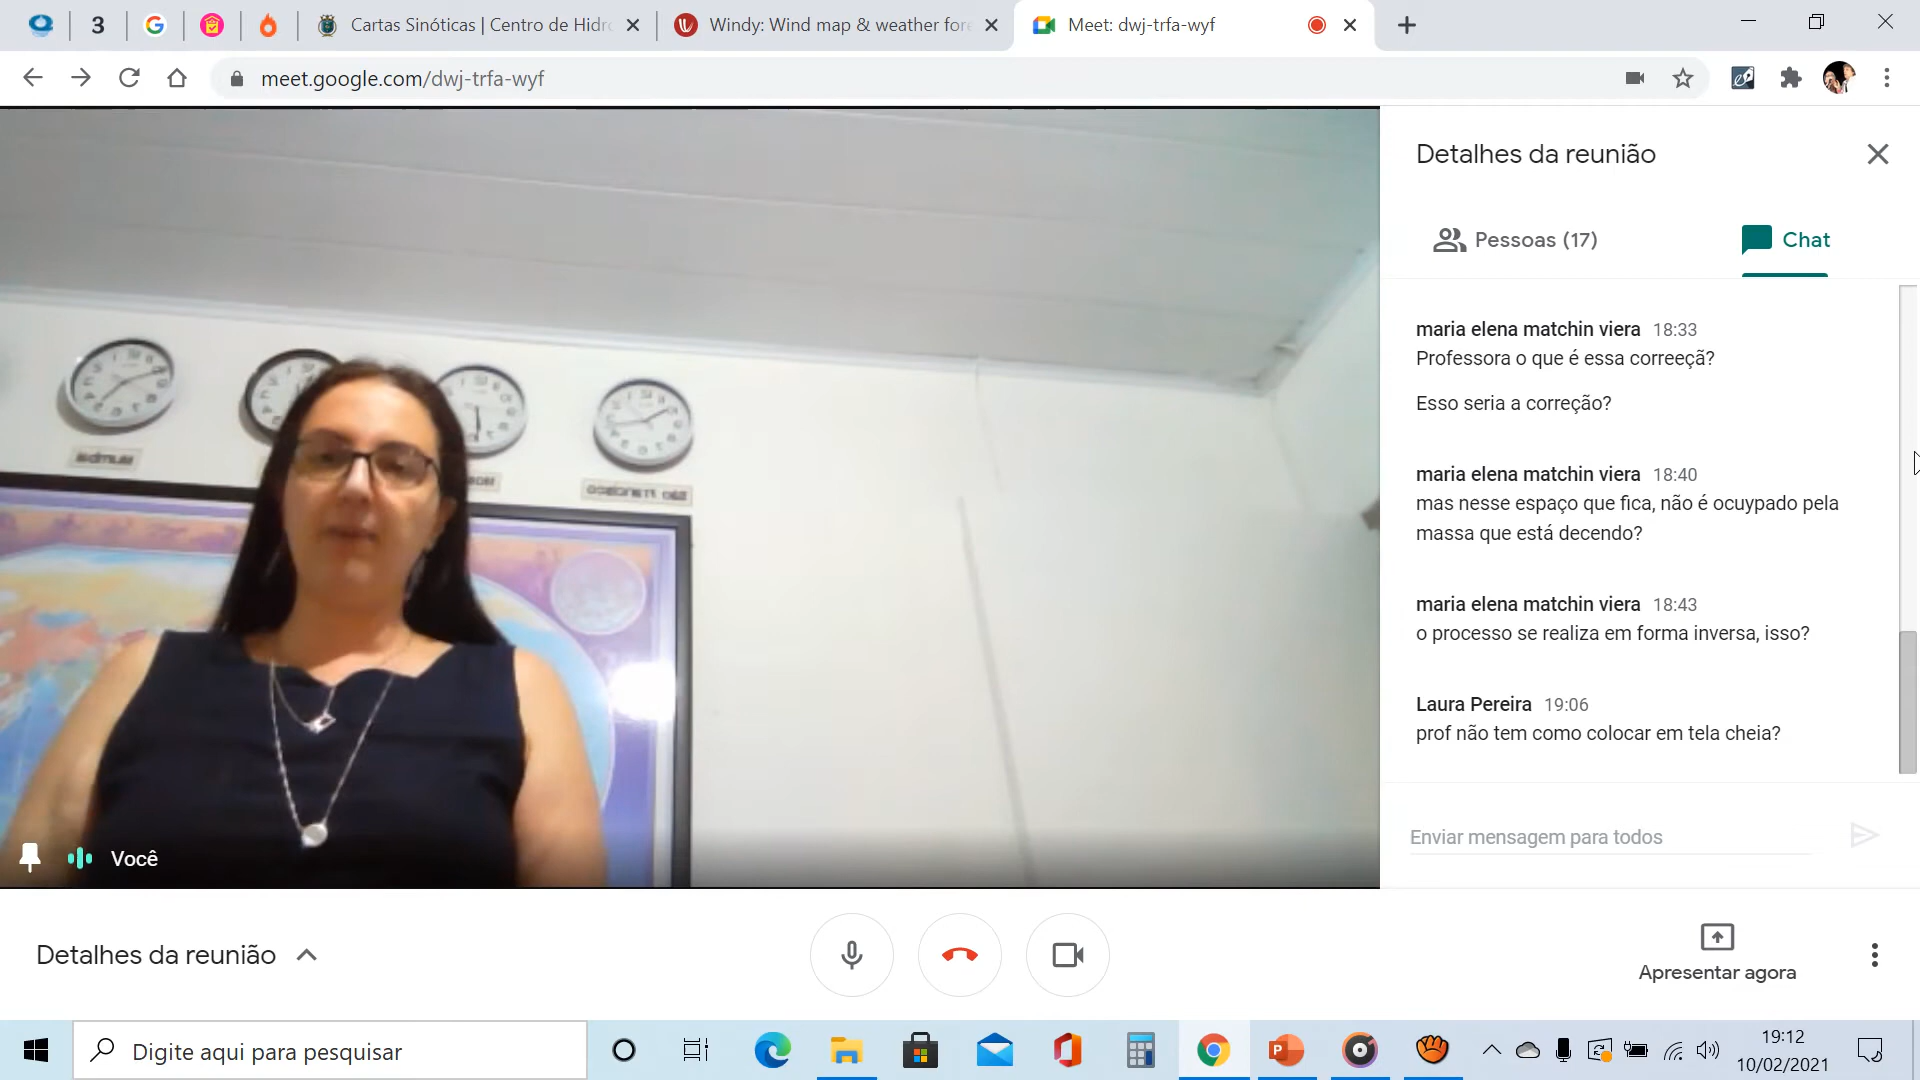 3
Cartas Sinóticas | Centro de Hidr
Windy: Wind map & weather fore
Meet: dwj-trfa-wyf
meet.google.com/dwj-trfa-wyf
Detalhes da reunião
Pessoas (17)
Chat
maria elena matchin viera 18:33
Professora o que é essa correeçã?
Esso seria a correção?
maria elena matchin viera 18:40
mas nesse espaço que fica, não é ocuypado pela
massa que está decendo?
maria elena matchin viera 18:43
o processo se realiza em forma inversa, isso?
Laura Pereira 19:06
prof não tem como colocar em tela cheia?
Enviar mensagem para todos
Você
Detalhes da reunião
Apresentar agora
Digite aqui para pesquisar
19:12
10/02/2021